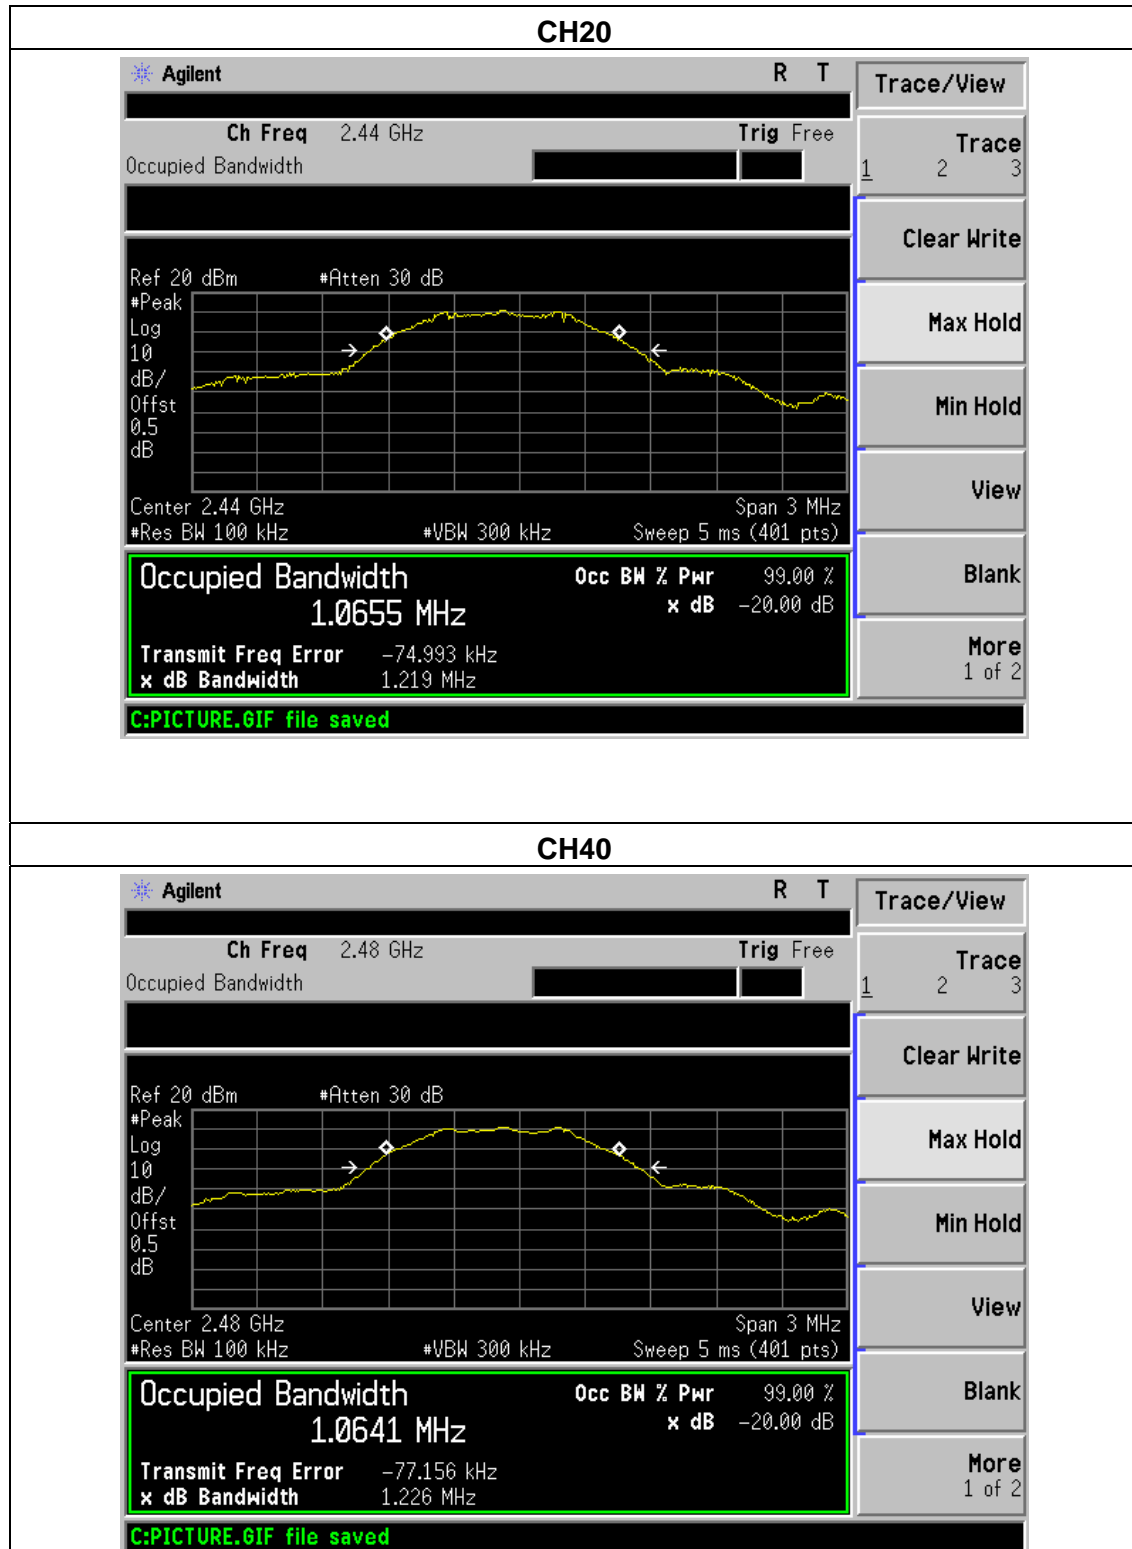 CH20
Agilent R T
Trace/View
Ch Freq 2.44 GHz Trig Free
Occupied Bandwidth
Trace
1 2 3
Clear Write
Ref 20 dBm #Atten 30 dB
#Peak
Log
10
dB/
Offst
0.5
dB
Max Hold
Min Hold
View
Center 2.44 GHz Span 3 MHz
#Res BW 100 kHz #VBW 300 kHz Sweep 5 ms (401 pts)
Occupied Bandwidth Occ BW % Pwr 99.00 %
1.0655 MHz x dB -20.00 dB
Blank
Transmit Freq Error -74.993 kHz
x dB Bandwidth 1.219 MHz
More
1 of 2
C:PICTURE.GIF file saved
CH40
Agilent R T
Trace/View
Ch Freq 2.48 GHz Trig Free
Occupied Bandwidth
Trace
1 2 3
Clear Write
Ref 20 dBm #Atten 30 dB
#Peak
Log
10
dB/
Offst
0.5
dB
Max Hold
Min Hold
View
Center 2.48 GHz Span 3 MHz
#Res BW 100 kHz #VBW 300 kHz Sweep 5 ms (401 pts)
Occupied Bandwidth Occ BW % Pwr 99.00 %
1.0641 MHz x dB -20.00 dB
Blank
Transmit Freq Error -77.156 kHz
x dB Bandwidth 1.226 MHz
More
1 of 2
C:PICTURE.GIF file saved